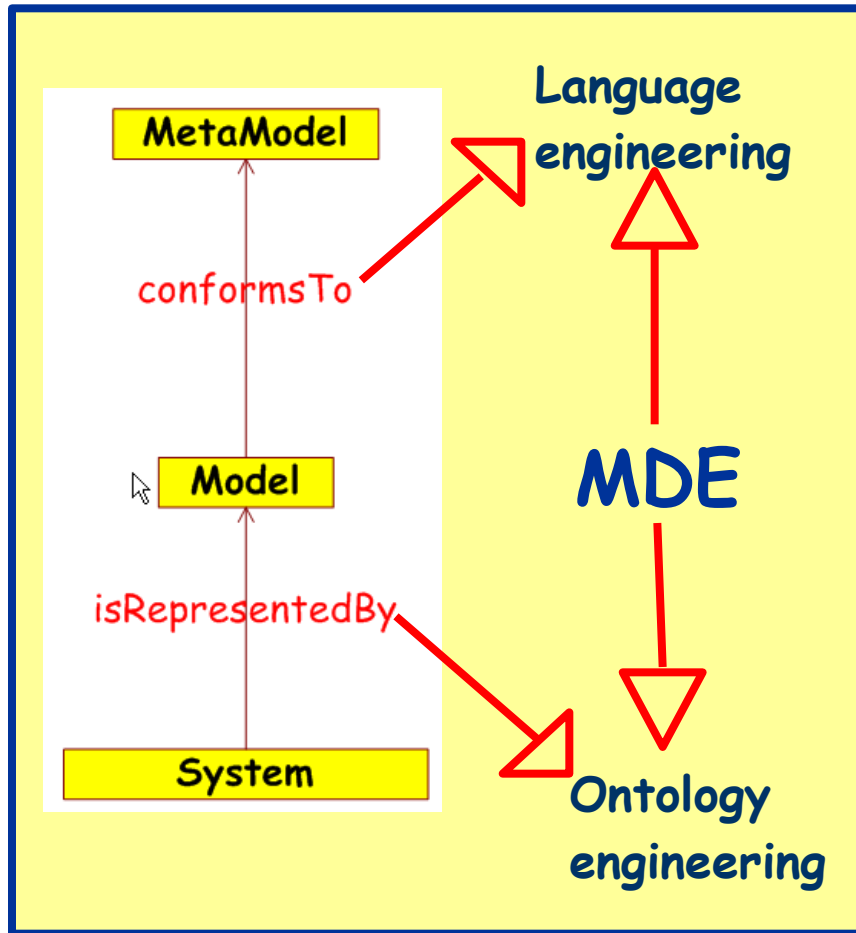 Language
engineering
MetaModel
conformsTo
Model
MDE
isRepresentedBy
System
Ontology
engineering